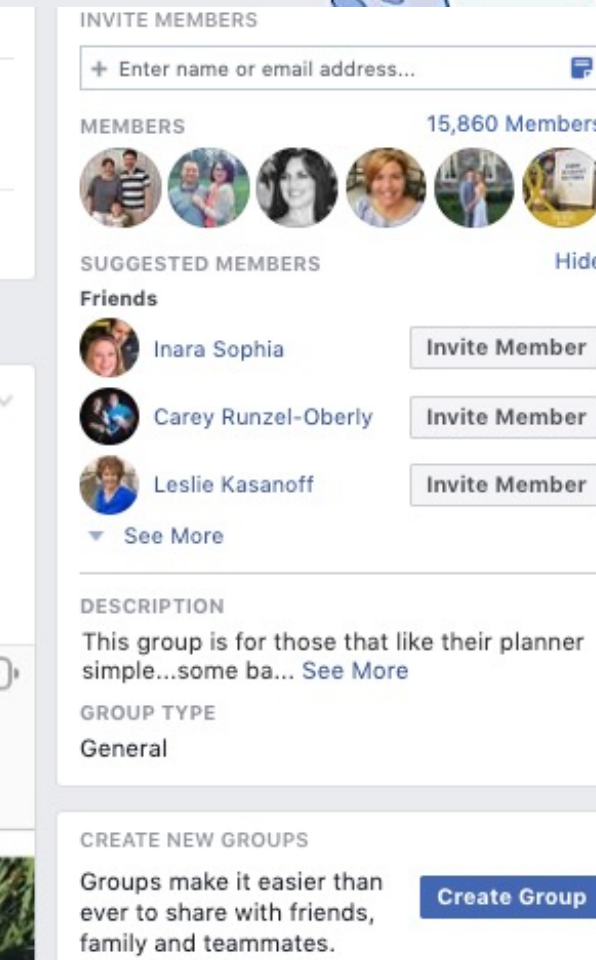 INVITE MEMBERS
+ Enter name or email address...
MEMBERS 15,860 Members
SUGGESTED MEMBERS Hide
Friends
Inara Sophia Invite Member
Carey Runzel-Oberly Invite Member
Leslie Kasanoff Invite Member
See More
DESCRIPTION
This group is for those that like their planner
simple...some ba... See More
GROUP TYPE
General
CREATE NEW GROUPS
Groups make it easier than
ever to share with friends,
family and teammates.
Create Group